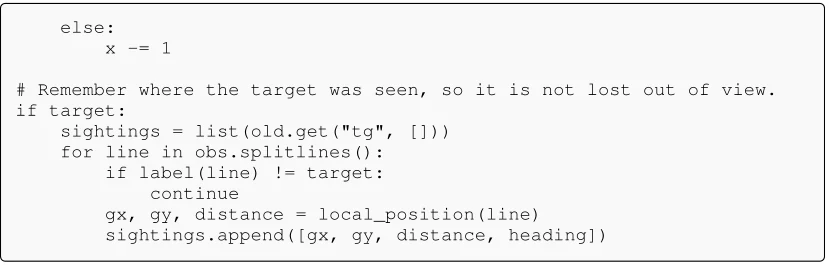 else:
        x -= 1

# Remember where the target was seen, so it is not lost out of view.
if target:
    sightings = list(old.get("tg", []))
    for line in obs.splitlines():
        if label(line) != target:
            continue
        gx, gy, distance = local_position(line)
        sightings.append([gx, gy, distance, heading])